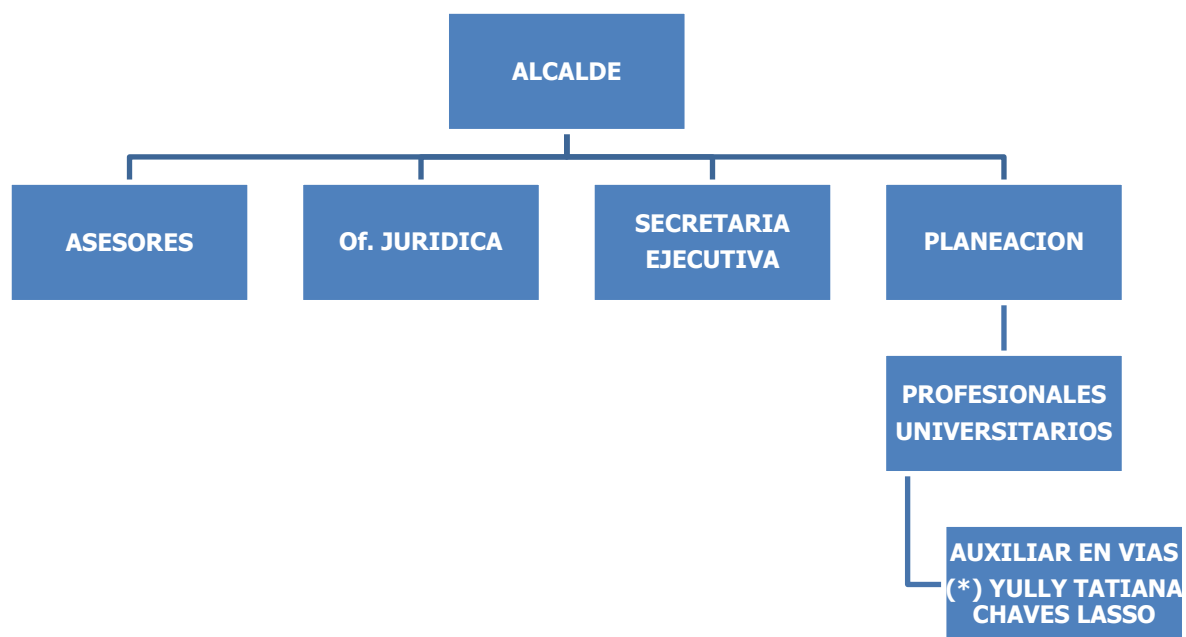 ALCALDE
ASESORES
Of. JURIDICA
SECRETARIA
EJECUTIVA
PLANEACION
PROFESIONALES
UNIVERSITARIOS
AUXILIAR EN VIAS
(*) YULLY TATIANA
CHAVES LASSO